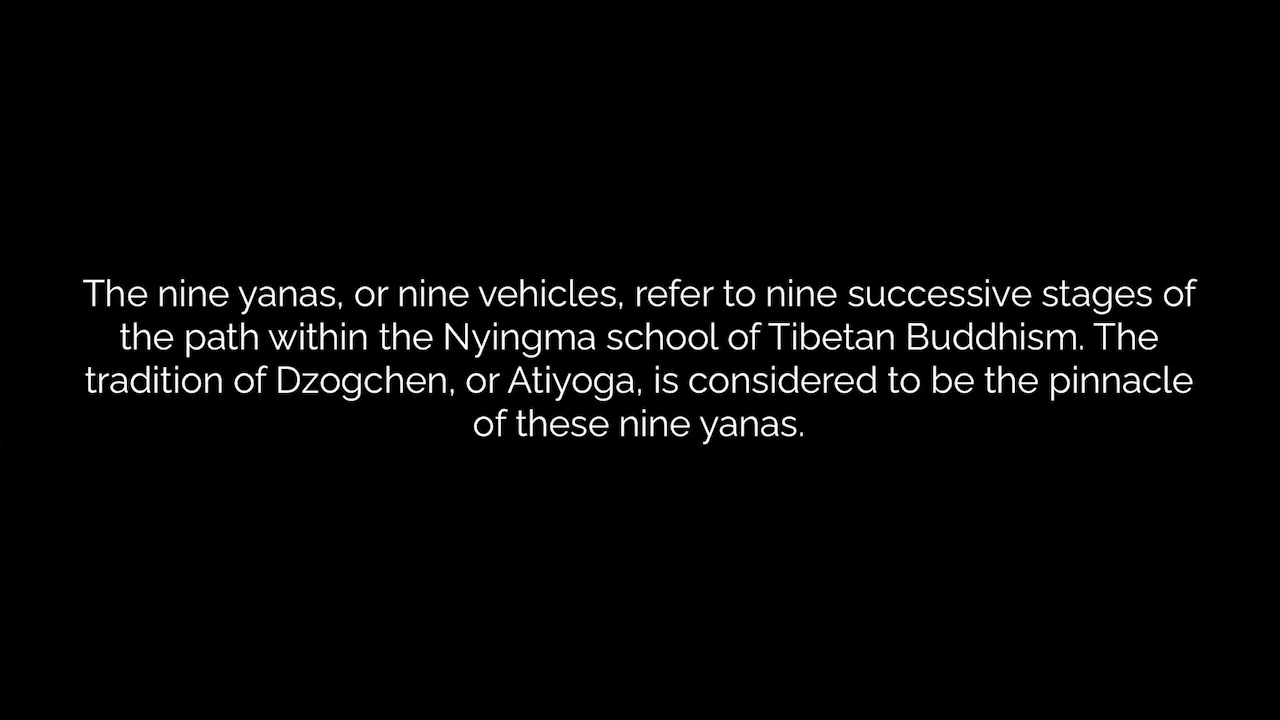 The nine yanas, or nine vehicles, refer to nine successive stages of
the path within the Nyingma school of Tibetan Buddhism. The
tradition of Dzogchen, or Atiyoga, is considered to be the pinnacle
of these nine yanas.